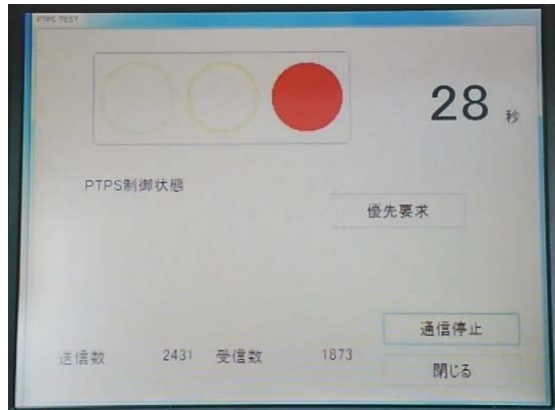 PTPS TEST
28 秒
PTPS制御状態
優先要求
通信停止
送信数 2431 受信数 1873
閉じる